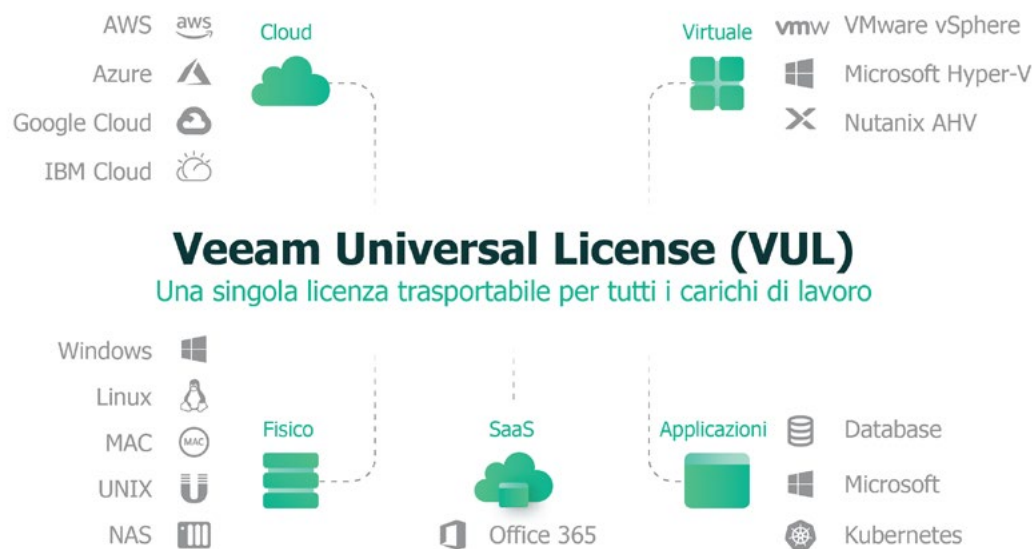 AWS aws
Azure
Google Cloud
IBM Cloud
Cloud
Virtuale
vmw VMware vSphere
Microsoft Hyper-V
Nutanix AHV
Veeam Universal License (VUL)
Una singola licenza trasportabile per tutti i carichi di lavoro
Windows
Linux
MAC MAC
UNIX
NAS
Fisico
SaaS
Office 365
Applicazioni
Database
Microsoft
Kubernetes